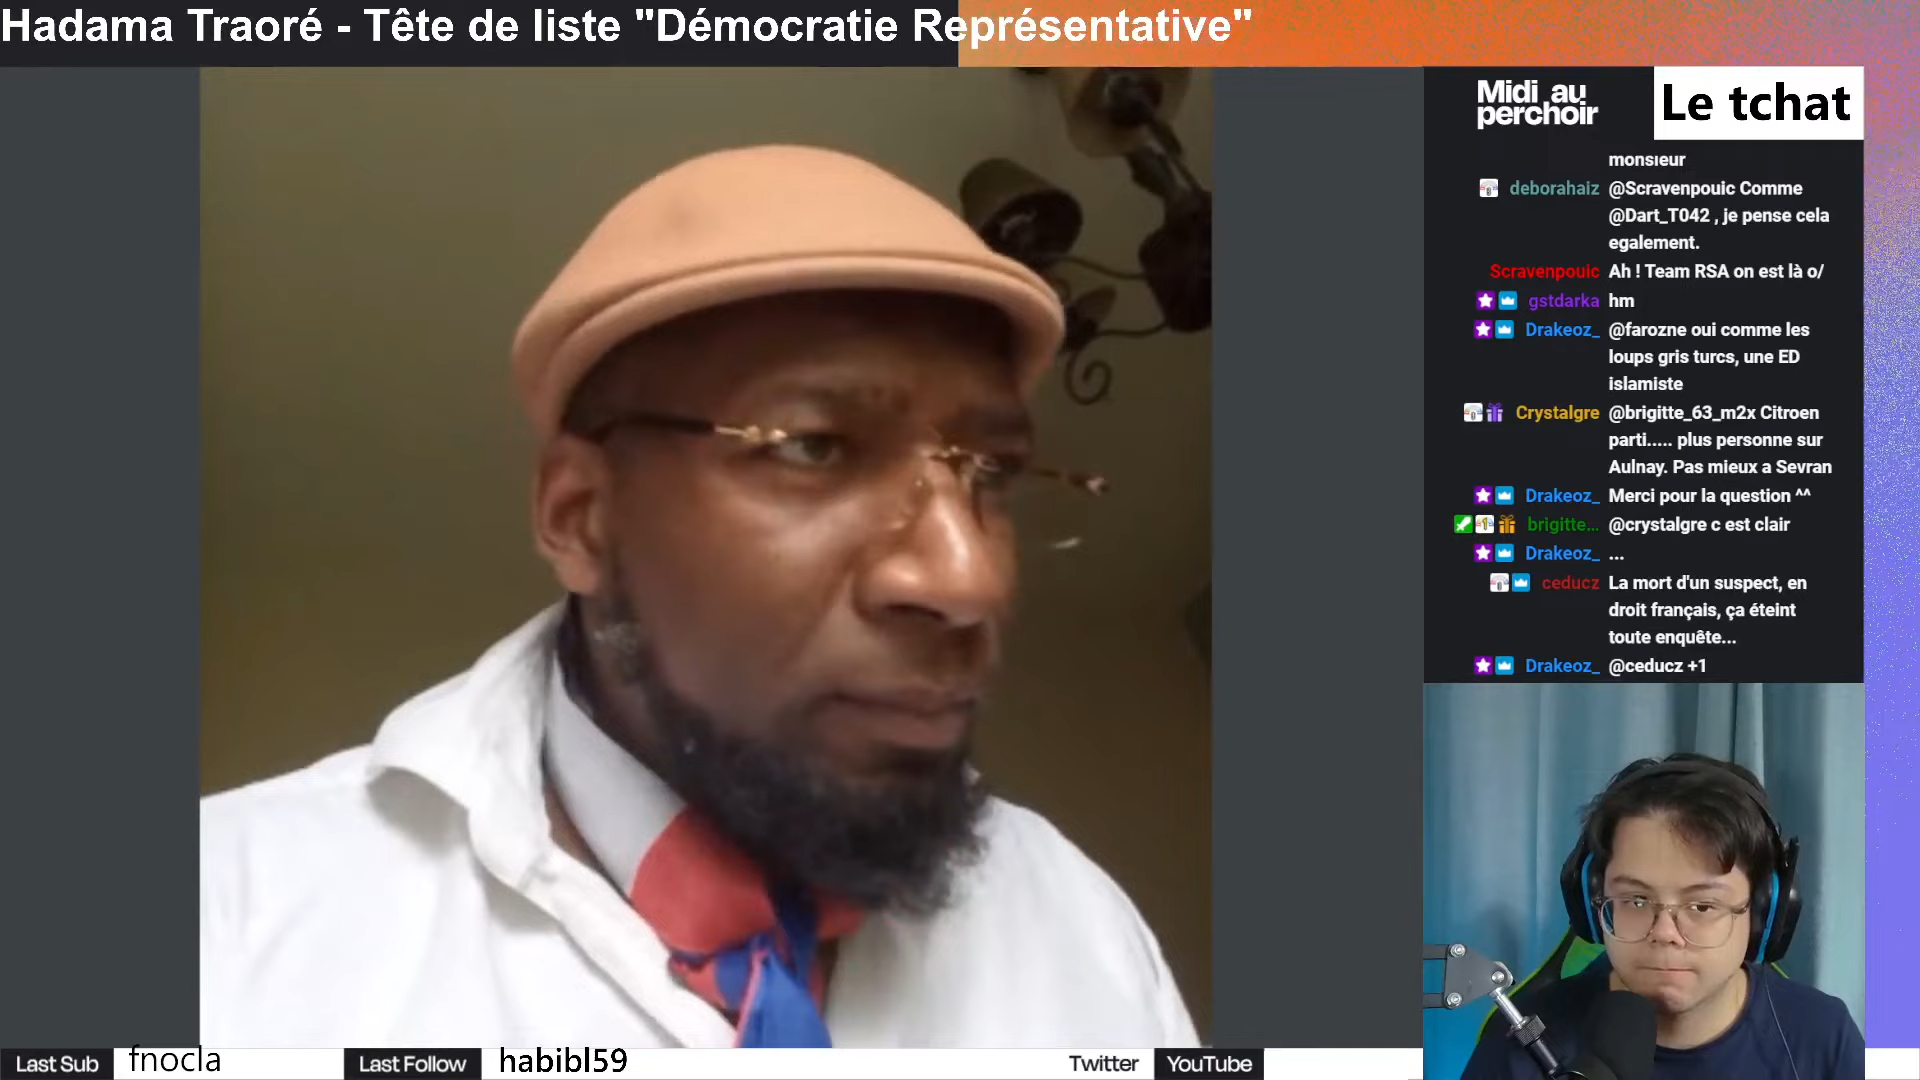 Hadama Traoré - Tête de liste "Démocratie Représentative"
Midi au
perchoir
Le tchat
monsieur
deborahaiz @Scravenpouic Comme
@Dart_T042 , je pense cela
egalement.
Scravenpouic Ah ! Team RSA on est là o/
gstdarka hm
Drakeoz_ @farozne oui comme les
loups gris turcs, une ED
islamiste
Crystalgre @brigitte_63_m2x Citroen
parti..... plus personne sur
Aulnay. Pas mieux a Sevran
Drakeoz_ Merci pour la question ^^
brigitte... @crystalgre c est clair
Drakeoz_ ...
ceducz La mort d'un suspect, en
droit français, ça éteint
toute enquête...
Drakeoz_ @ceducz +1
Last Sub fnocla Last Follow habibl59 Twitter YouTube